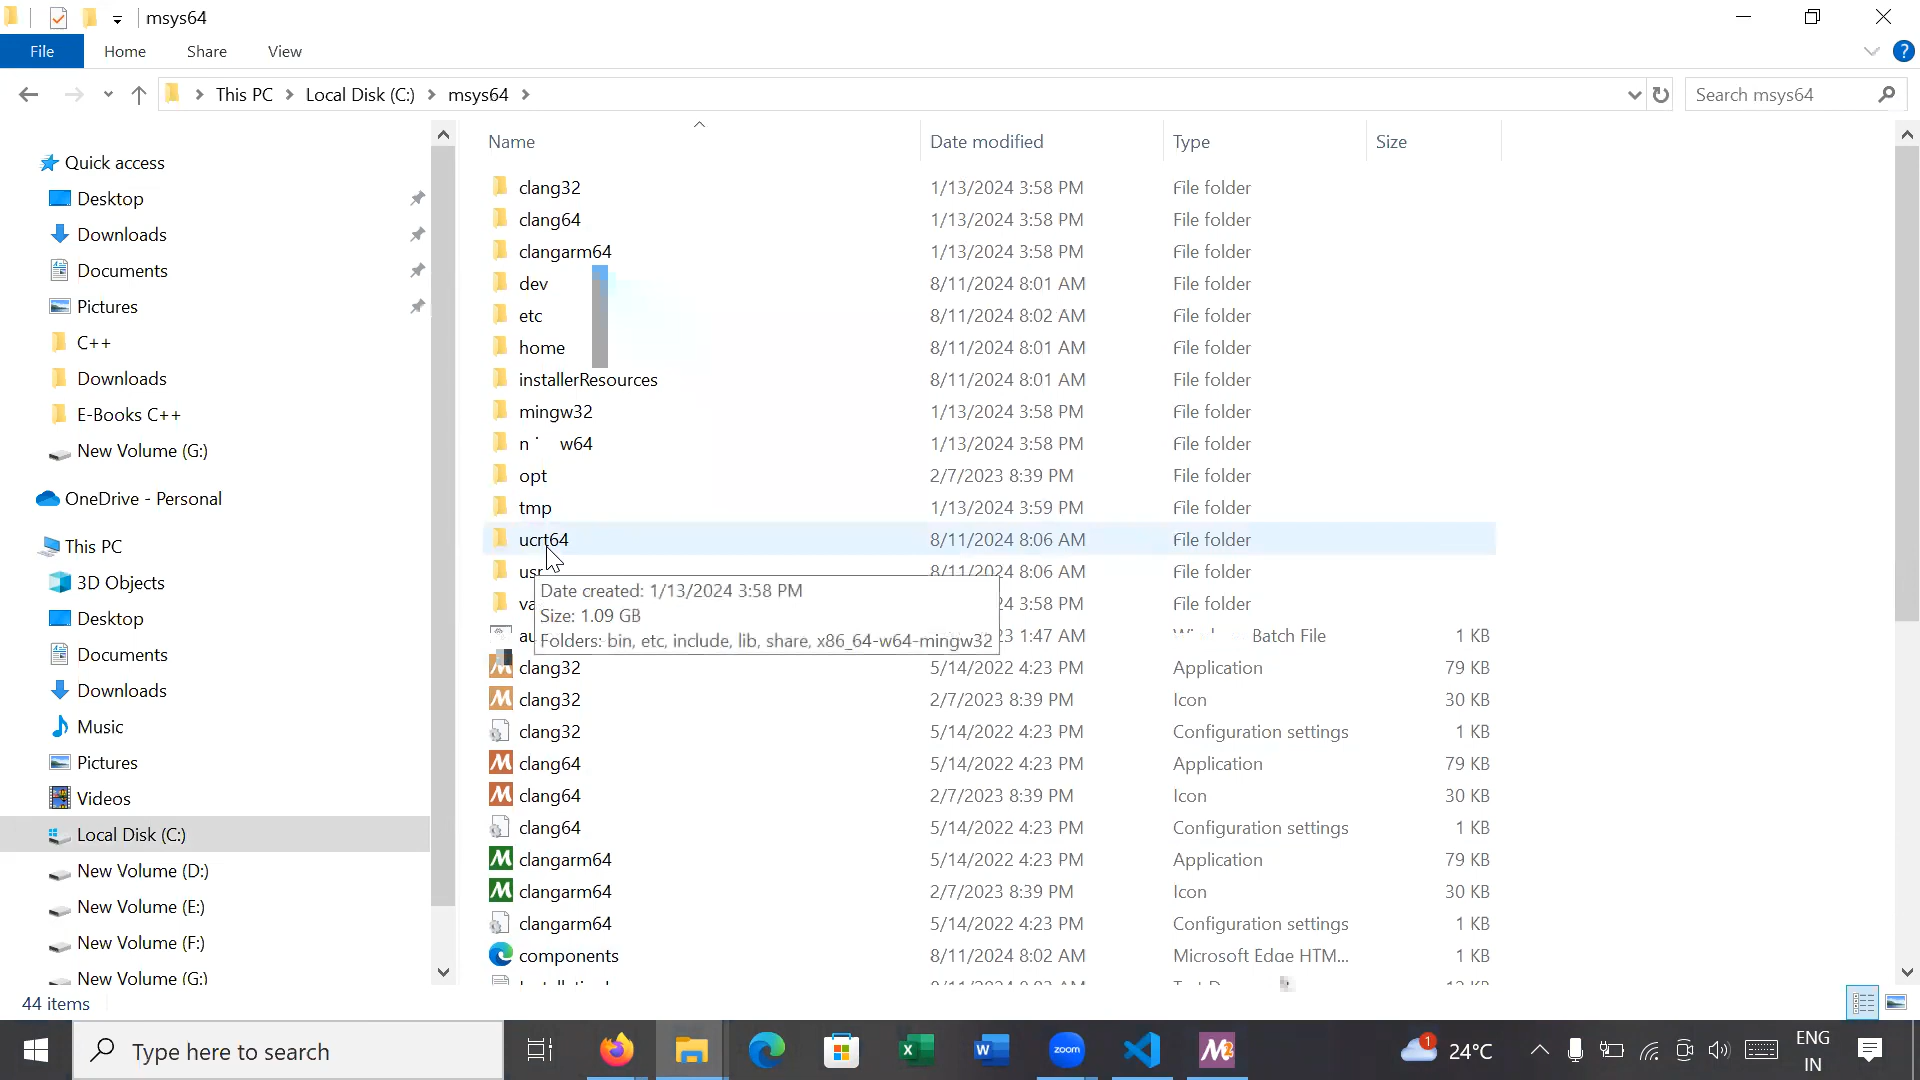 msys64
File Home Share View
This PC Local Disk (C:) msys64 Search msys64
Name Date modified Type Size
Quick access
Desktop
Downloads
Documents
Pictures
C++
Downloads
E-Books C++
New Volume (G:)
OneDrive - Personal
This PC
3D Objects
Desktop
Documents
Downloads
Music
Pictures
Videos
Local Disk (C:)
New Volume (D:)
New Volume (E:)
New Volume (F:)
New Volume (G:)
clang32 1/13/2024 3:58 PM File folder
clang64 1/13/2024 3:58 PM File folder
clangarm64 1/13/2024 3:58 PM File folder
dev 8/11/2024 8:01 AM File folder
etc 8/11/2024 8:02 AM File folder
home 8/11/2024 8:01 AM File folder
installerResources 8/11/2024 8:01 AM File folder
mingw32 1/13/2024 3:58 PM File folder
w64 1/13/2024 3:58 PM File folder
opt 2/7/2023 8:39 PM File folder
tmp 1/13/2024 3:59 PM File folder
ucrt64 8/11/2024 8:06 AM File folder
usr 8/11/2024 8:06 AM File folder
3:58 PM File folder
Date created: 1/13/2024 3:58 PM
Size: 1.09 GB
Folders: bin, etc, include, lib, share, x86_64-w64-mingw32
1:47 AM Batch File 1 KB
clang32 5/14/2022 4:23 PM Application 79 KB
clang32 2/7/2023 8:39 PM Icon 30 KB
clang32 5/14/2022 4:23 PM Configuration settings 1 KB
clang64 5/14/2022 4:23 PM Application 79 KB
clang64 2/7/2023 8:39 PM Icon 30 KB
clang64 5/14/2022 4:23 PM Configuration settings 1 KB
clangarm64 5/14/2022 4:23 PM Application 79 KB
clangarm64 2/7/2023 8:39 PM Icon 30 KB
clangarm64 5/14/2022 4:23 PM Configuration settings 1 KB
components 8/11/2024 8:02 AM Microsoft Edge HTM... 1 KB
44 items
Type here to search
zoom
1
24°C
ENG
IN